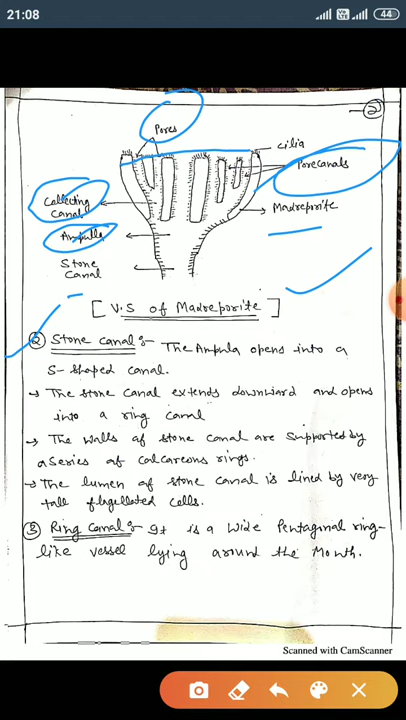 21:08
44
2
Pores
cilia
Porecanals
Collecting
Canal
Madreporite
Ampulla
Stone
Canal
[ V.S of Madreporite ]
② Stone canal :- The Ampula opens into a
S-shaped canal.
→ The stone canal extends downward and opens
into a ring canal
→ The walls of stone canal are supported by
a series of calcareous rings.
→ The lumen of stone canal is lined by very
tall flagellated cells.
③ Ring canal :- It is a wide Pentagonal ring-
like vessel lying around the Month.
Scanned with CamScanner